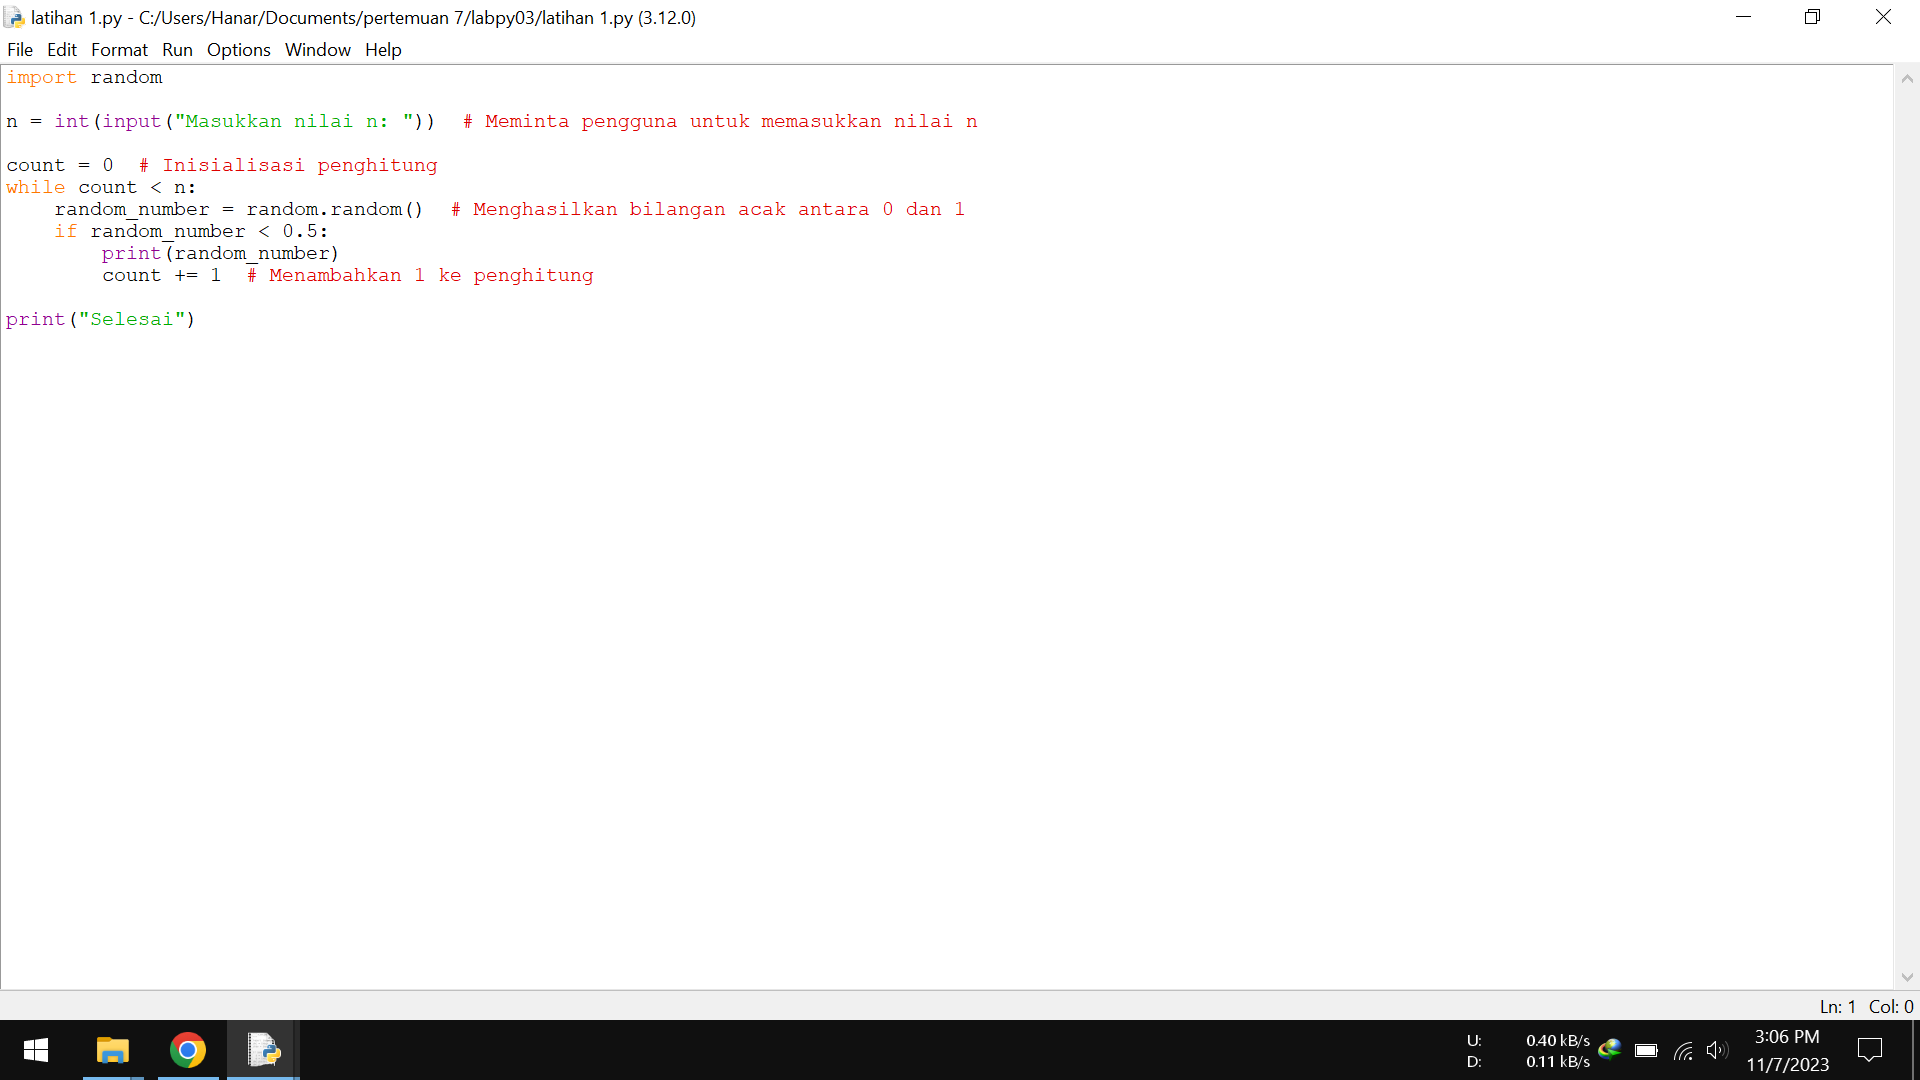 latihan 1.py - C:/Users/Hanar/Documents/pertemuan 7/labpy03/latihan 1.py (3.12.0)
File Edit Format Run Options Window Help
import random
n = int(input("Masukkan nilai n: "))  # Meminta pengguna untuk memasukkan nilai n
count = 0  # Inisialisasi penghitung
while count < n:
    random_number = random.random()  # Menghasilkan bilangan acak antara 0 dan 1
    if random_number < 0.5:
        print(random_number)
        count += 1  # Menambahkan 1 ke penghitung
print("Selesai")
Ln: 1 Col: 0
U: 0.40 kB/s
D: 0.11 kB/s
3:06 PM
11/7/2023